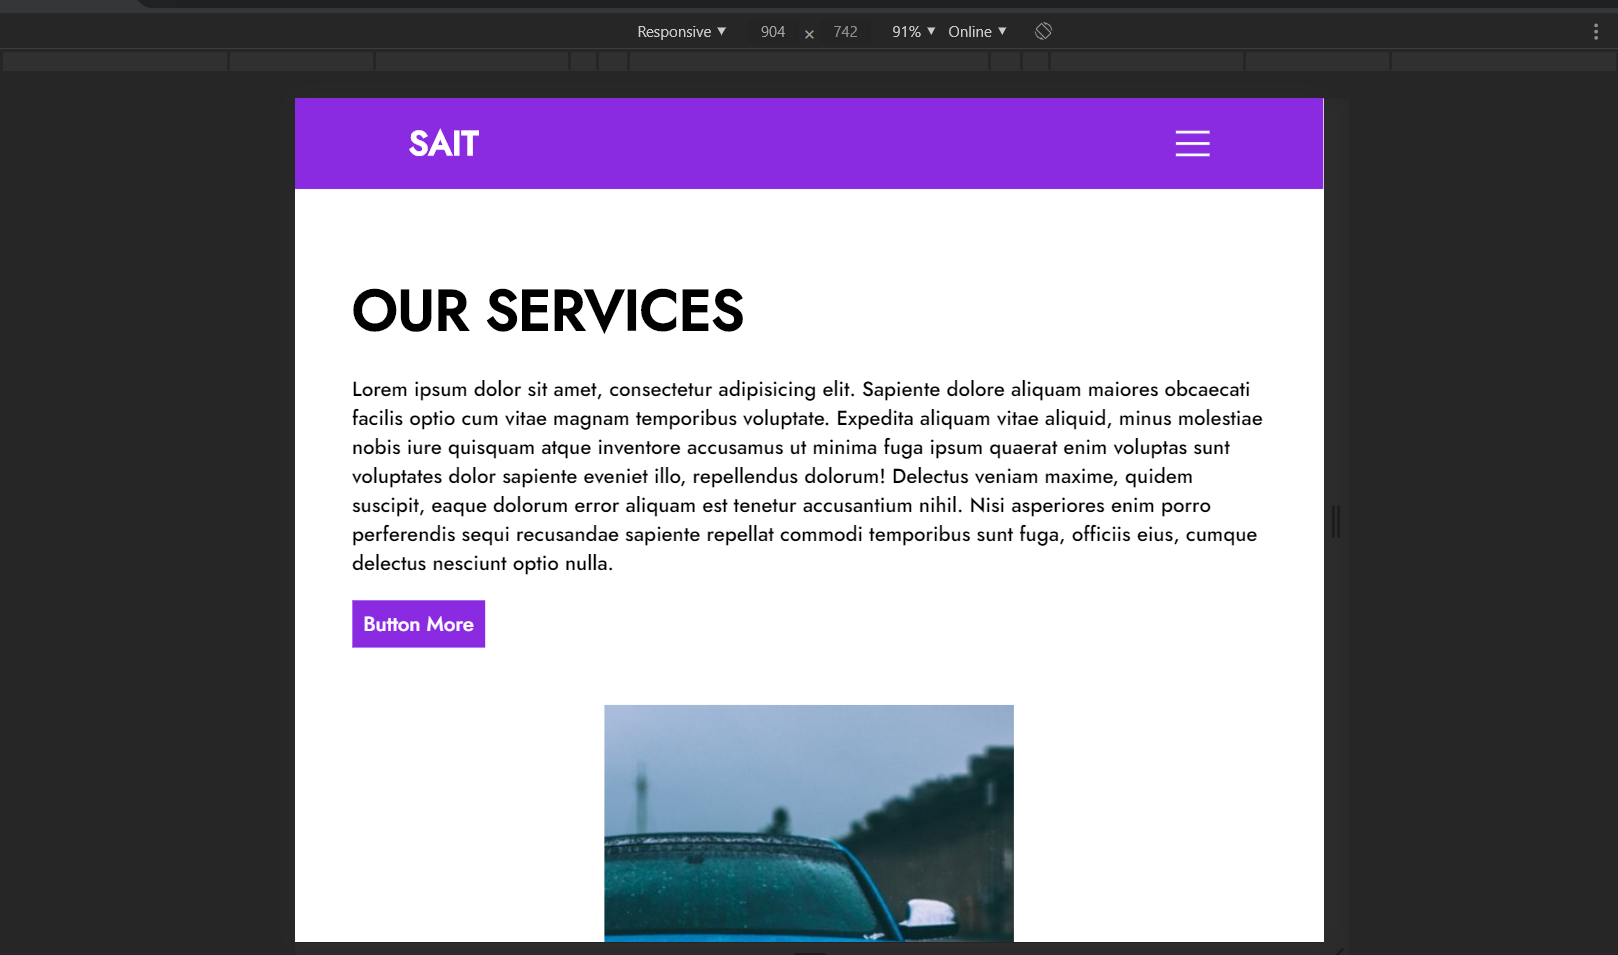 Responsive ▼ 904 × 742 91% ▼ Online ▼
SAIT
OUR SERVICES
Lorem ipsum dolor sit amet, consectetur adipisicing elit. Sapiente dolore aliquam maiores obcaecati
facilis optio cum vitae magnam temporibus voluptate. Expedita aliquam vitae aliquid, minus molestiae
nobis iure quisquam atque inventore accusamus ut minima fuga ipsum quaerat enim voluptas sunt
voluptates dolor sapiente eveniet illo, repellendus dolorum! Delectus veniam maxime, quidem
suscipit, eaque dolorum error aliquam est tenetur accusantium nihil. Nisi asperiores enim porro
perferendis sequi recusandae sapiente repellat commodi temporibus sunt fuga, officiis eius, cumque
delectus nesciunt optio nulla.
Button More